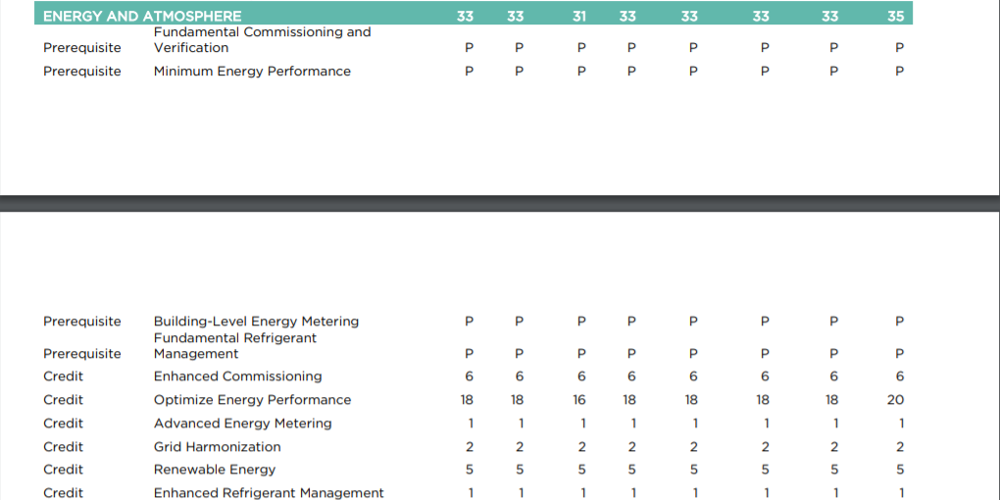 ENERGY AND ATMOSPHERE 33 33 31 33 33 33 33 35
Fundamental Commissioning and
Prerequisite Verification P P P P P P P P
Prerequisite Minimum Energy Performance P P P P P P P P
Prerequisite Building-Level Energy Metering P P P P P P P P
Fundamental Refrigerant
Prerequisite Management P P P P P P P P
Credit Enhanced Commissioning 6 6 6 6 6 6 6 6
Credit Optimize Energy Performance 18 18 16 18 18 18 18 20
Credit Advanced Energy Metering 1 1 1 1 1 1 1 1
Credit Grid Harmonization 2 2 2 2 2 2 2 2
Credit Renewable Energy 5 5 5 5 5 5 5 5
Credit Enhanced Refrigerant Management 1 1 1 1 1 1 1 1